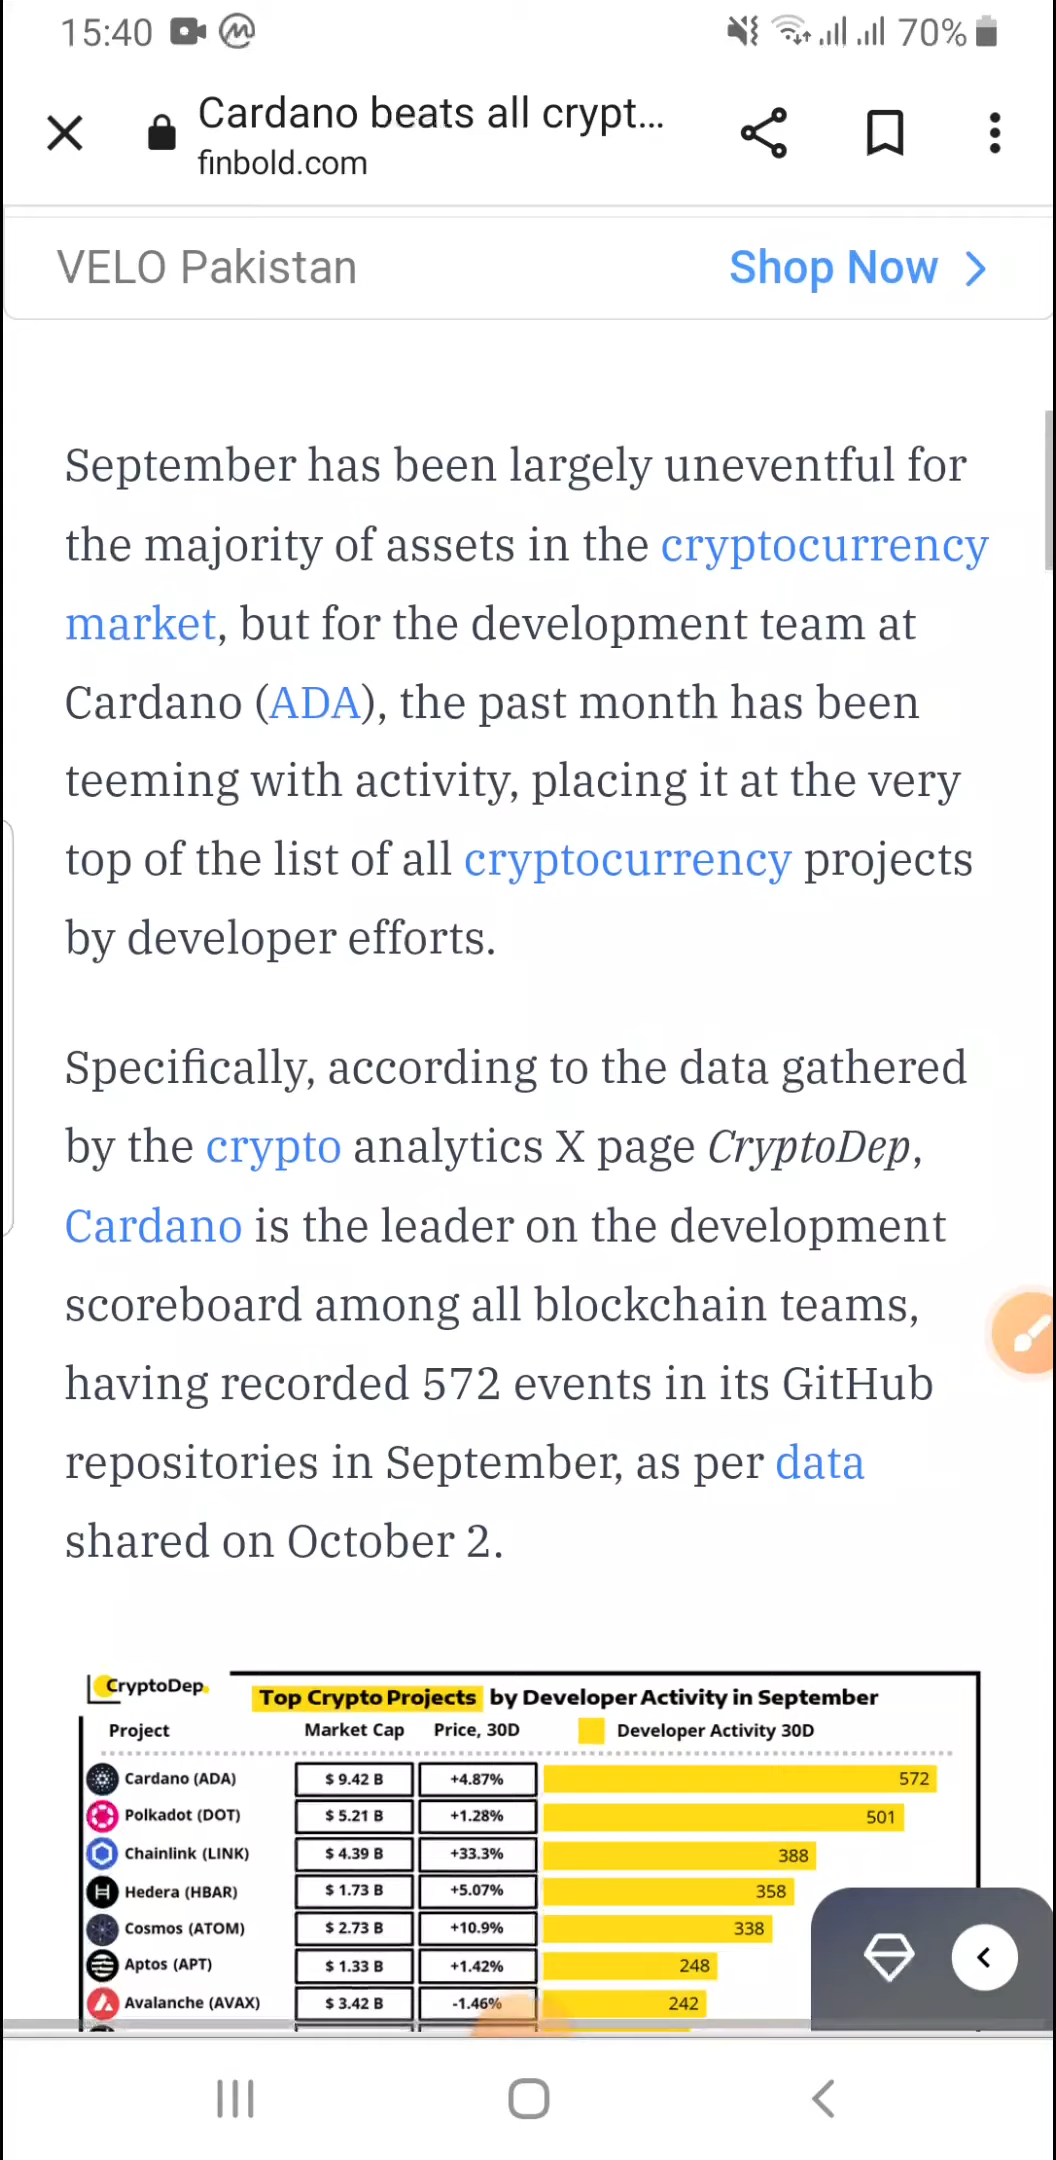 15:40
70%
Cardano beats all crypt...
finbold.com
VELO Pakistan
Shop Now
September has been largely uneventful for
the majority of assets in the cryptocurrency
market, but for the development team at
Cardano (ADA), the past month has been
teeming with activity, placing it at the very
top of the list of all cryptocurrency projects
by developer efforts.
Specifically, according to the data gathered
by the crypto analytics X page CryptoDep,
Cardano is the leader on the development
scoreboard among all blockchain teams,
having recorded 572 events in its GitHub
repositories in September, as per data
shared on October 2.
CryptoDep.
Top Crypto Projects by Developer Activity in September
Project Market Cap Price, 30D Developer Activity 30D
Cardano (ADA) $ 9.42 B +4.87% 572
Polkadot (DOT) $ 5.21 B +1.28% 501
Chainlink (LINK) $ 4.39 B +33.3% 388
Hedera (HBAR) $ 1.73 B +5.07% 358
Cosmos (ATOM) $ 2.73 B +10.9% 338
Aptos (APT) $ 1.33 B +1.42% 248
Avalanche (AVAX) $ 3.42 B -1.46% 242